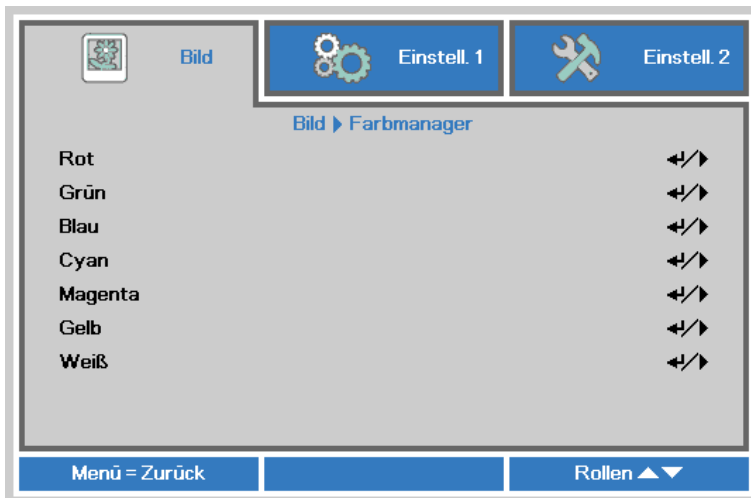 Bild
Einstell. 1
Einstell. 2
Bild ▶ Farbmanager
Rot
Grün
Blau
Cyan
Magenta
Gelb
Weiß
Menü = Zurück
Rollen ▲▼